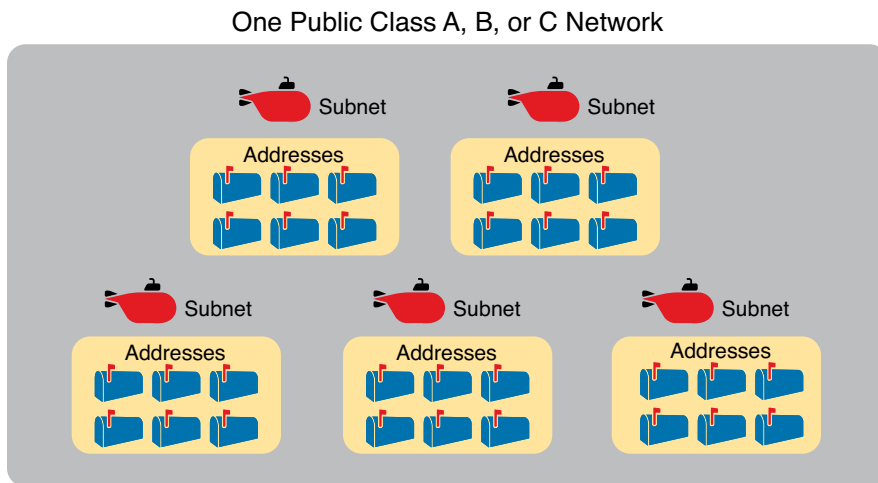 One Public Class A, B, or C Network
Subnet
Subnet
Addresses
Addresses
Subnet
Subnet
Subnet
Addresses
Addresses
Addresses